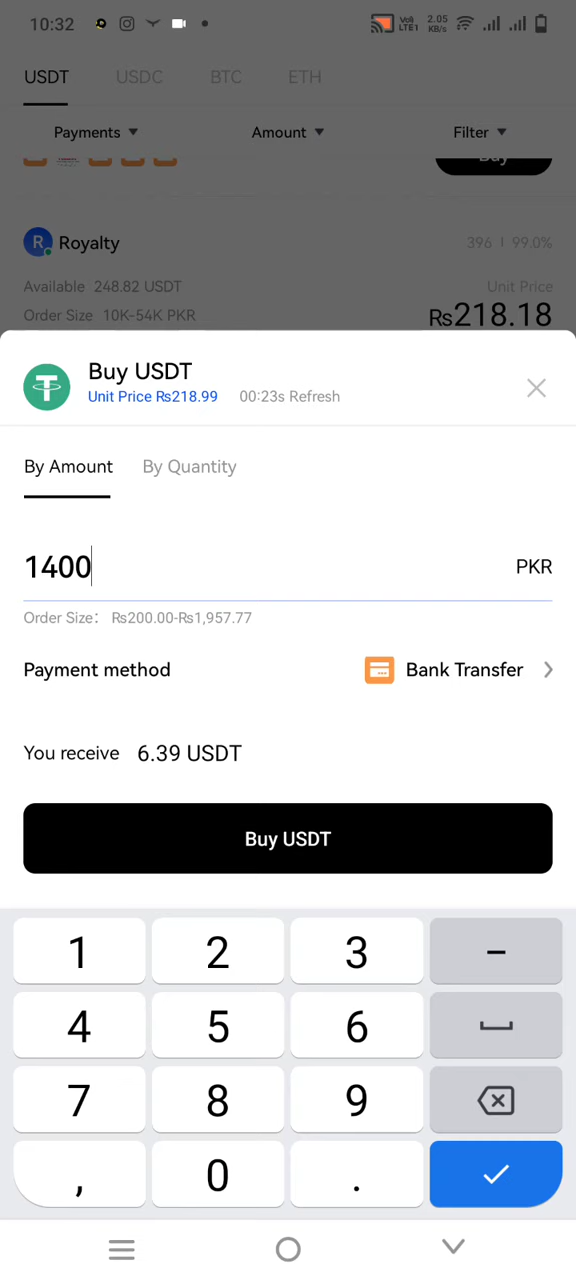 10:32 Voli LTE1 2.05 KB/s
USDT USDC BTC ETH
Payments Amount Filter
Buy
R Royalty 396 99.0%
Available 248.82 USDT Unit Price
Order Size 10K-54K PKR ₨218.18
Buy USDT
Unit Price ₨218.99 00:23s Refresh
By Amount By Quantity
1400 PKR
Order Size: ₨200.00-₨1,957.77
Payment method Bank Transfer
You receive 6.39 USDT
Buy USDT
1 2 3 –
4 5 6
7 8 9
, 0 .